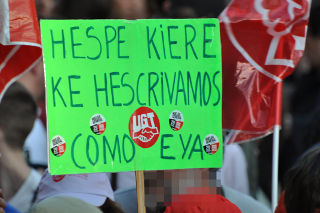 HESPE KIERE
KE HESCRIVAMOS
UGT
COMO EYA